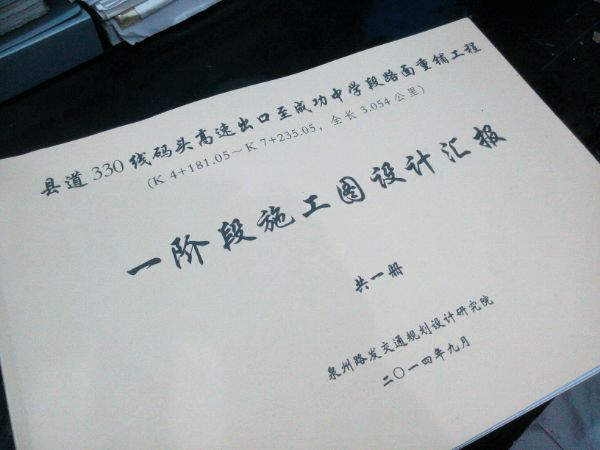 县道330线码头高速出口至成功中学段路面重铺工程
(K 4+181.05～K 7+235.05，全长 3.054 公里)
一阶段施工图设计汇报
共一册
泉州路发交通规划设计研究院
二〇一四年九月